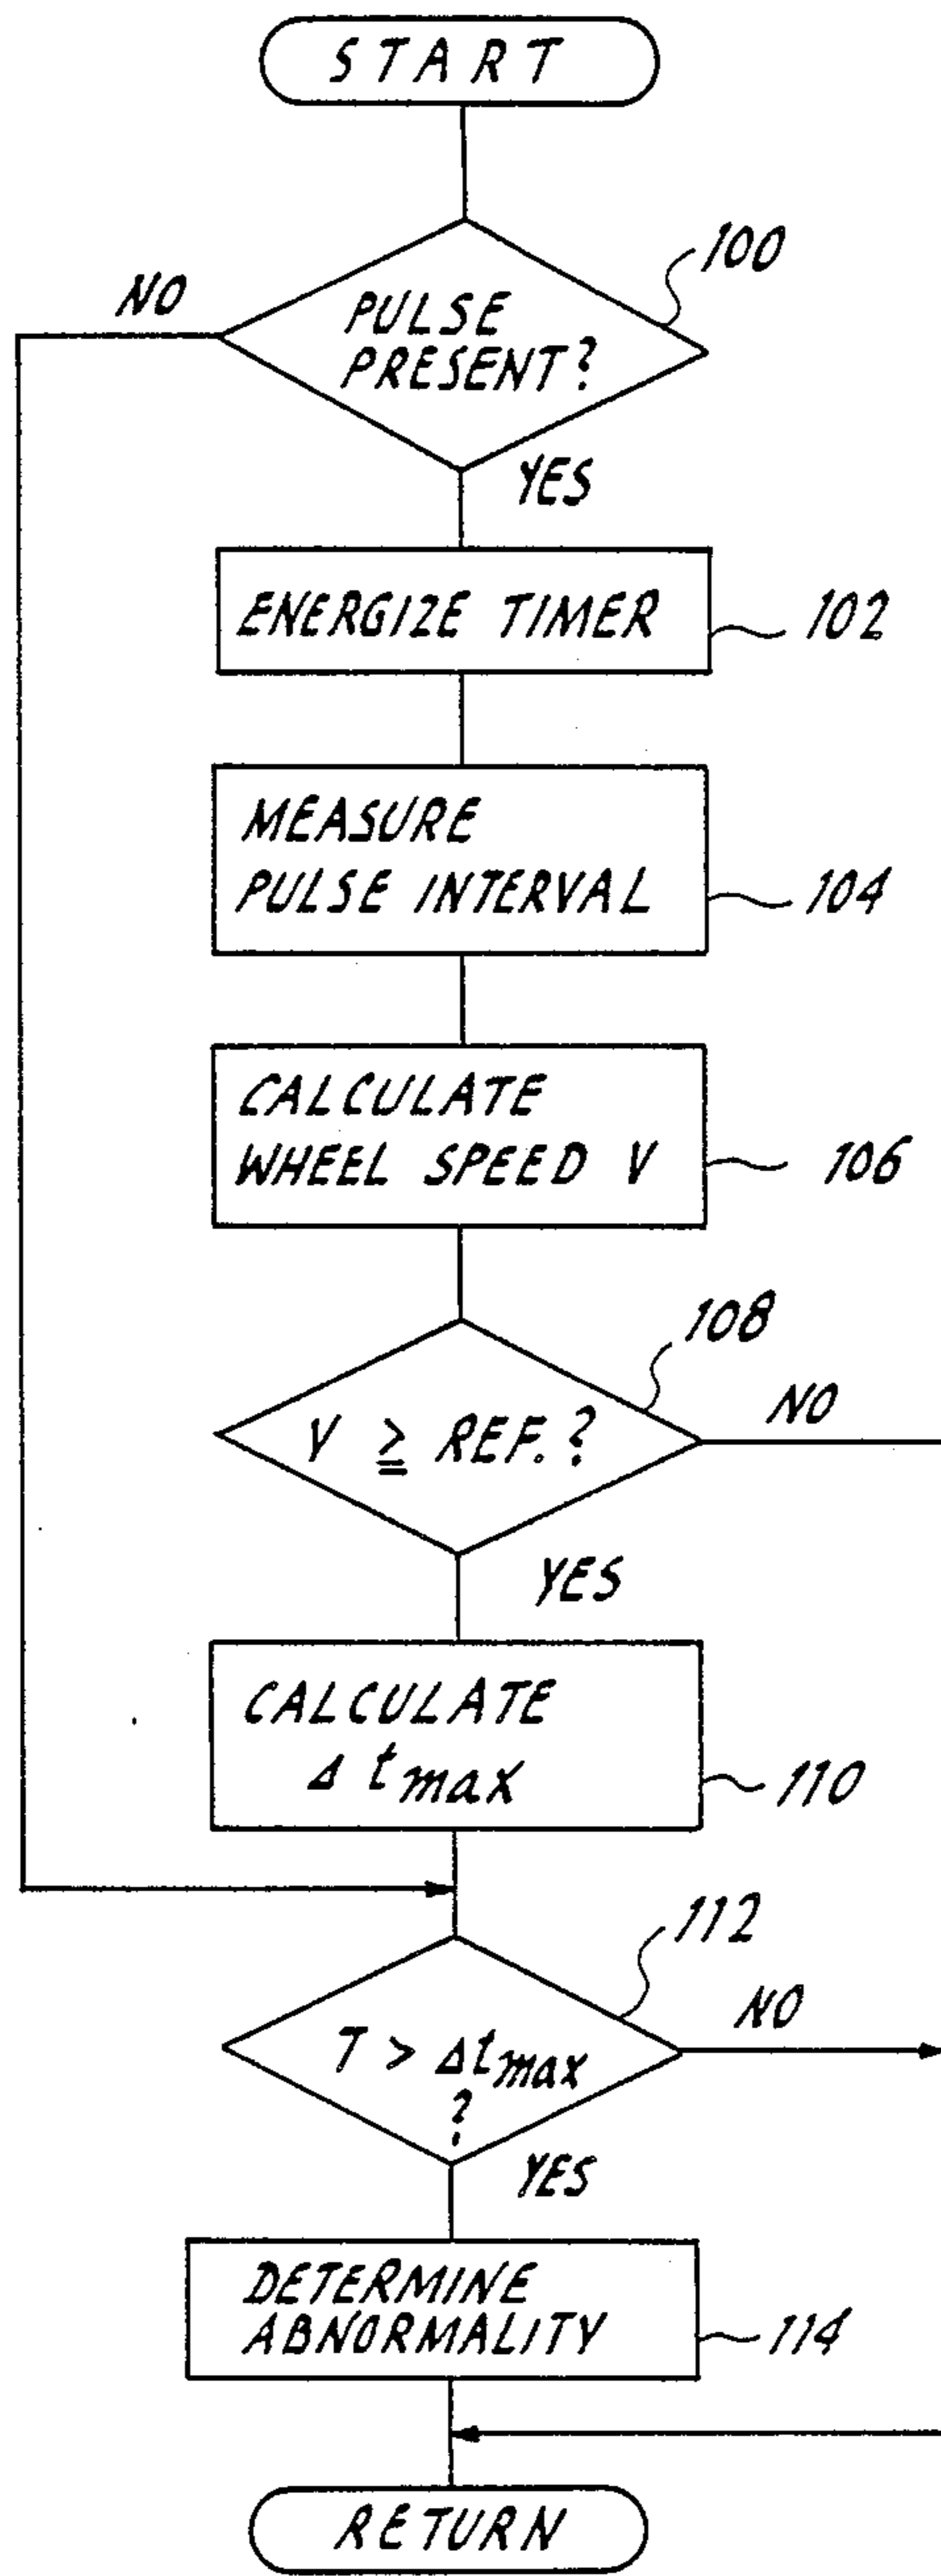 START
100
NO
PULSE
PRESENT?
YES
ENERGIZE TIMER
102
MEASURE
PULSE INTERVAL
104
CALCULATE
WHEEL SPEED V
106
108
V ≧ REF.?
NO
YES
CALCULATE
Δ tmax
110
112
T > Δtmax
?
NO
YES
DETERMINE
ABNORMALITY
114
RETURN